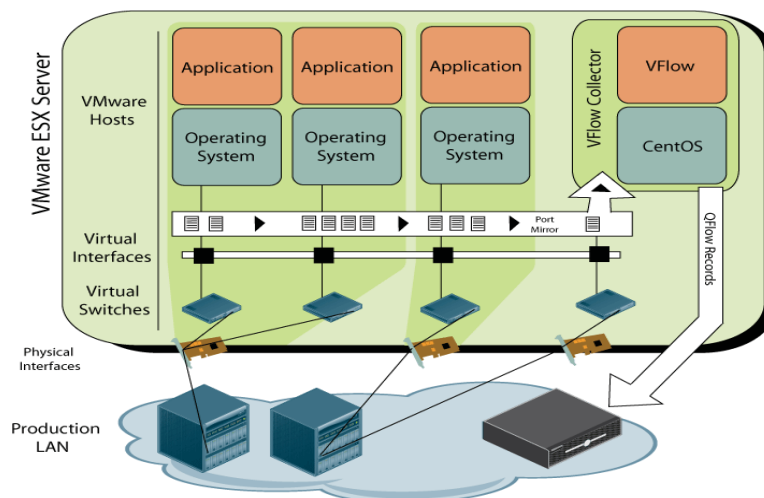 VMware ESX Server
VMware
Hosts
Application
Application
Application
Operating
System
Operating
System
Operating
System
VFlow Collector
VFlow
CentOS
Port
Mirror
QFlow Records
Virtual
Interfaces
Virtual
Switches
Physical
Interfaces
Production
LAN